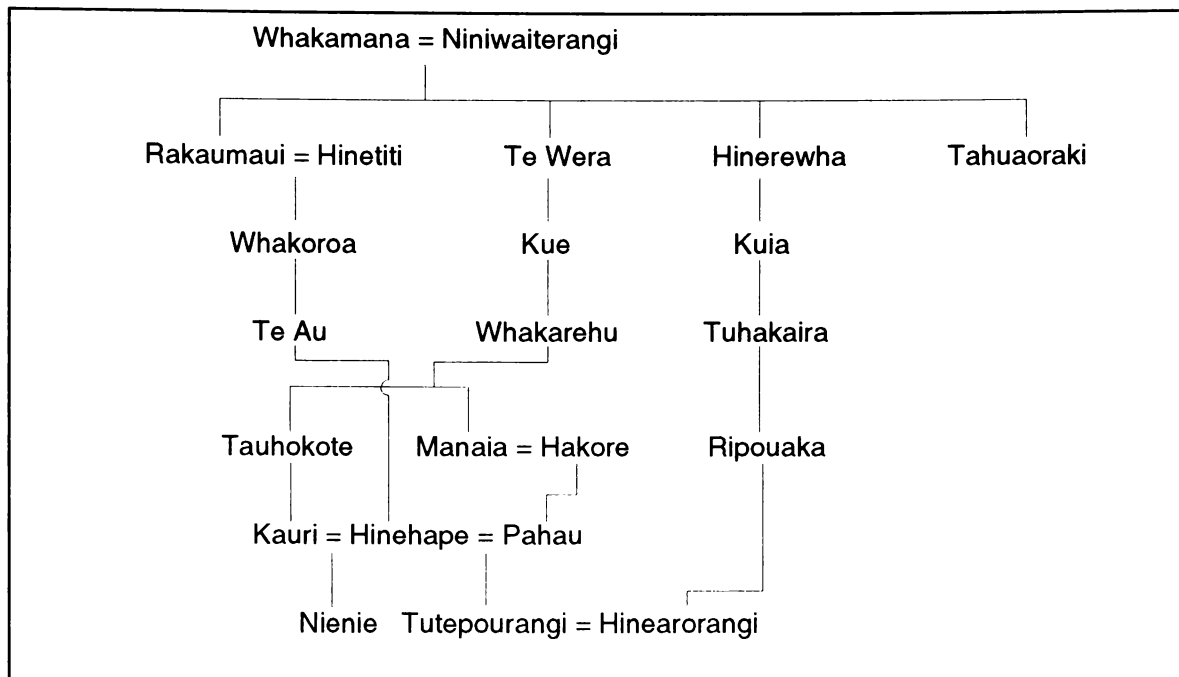 Whakamana = Niniwaiterangi
Rakaumaui = Hinetiti Te Wera Hinerewha Tahuaoraki
Whakoroa Kue Kuia
Te Au Whakarehu Tuhakaira
Tauhokote Manaia = Hakore Ripouaka
Kauri = Hinehape = Pahau
Nienie Tutepourangi = Hinearorangi